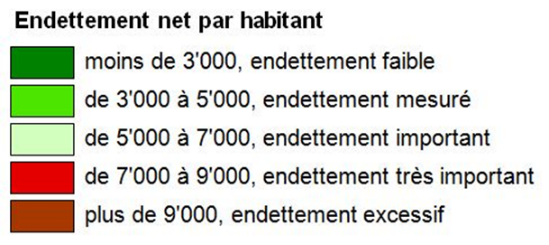 Endettement net par habitant
moins de 3'000, endettement faible
de 3'000 à 5'000, endettement mesuré
de 5'000 à 7'000, endettement important
de 7'000 à 9'000, endettement très important
plus de 9'000, endettement excessif